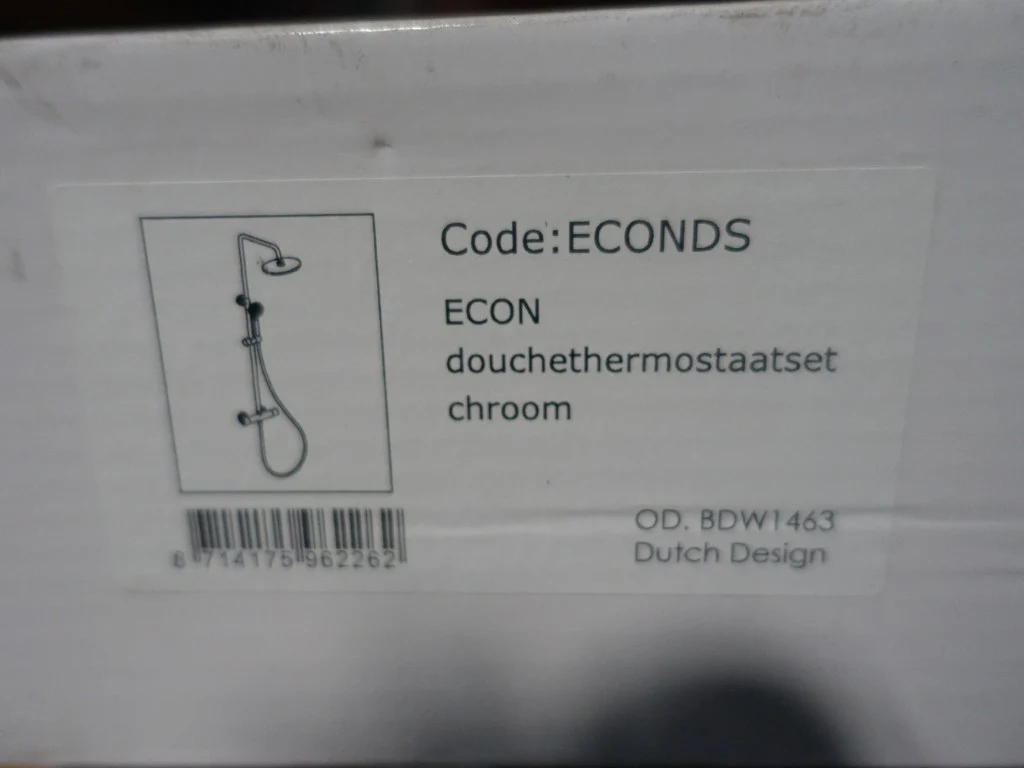 Code:ECONDS
ECON
douchethermostaatset
chroom
8 714175 962262
OD. BDW1463
Dutch Design